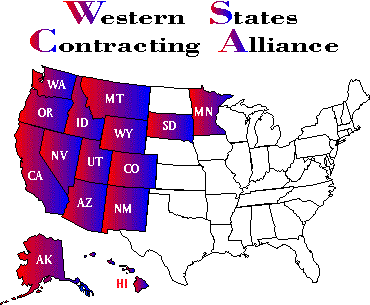 Western States
Contracting Alliance
WA
MT
OR
ID
MN
WY
SD
NV
UT
CO
CA
AZ
NM
AK
HI